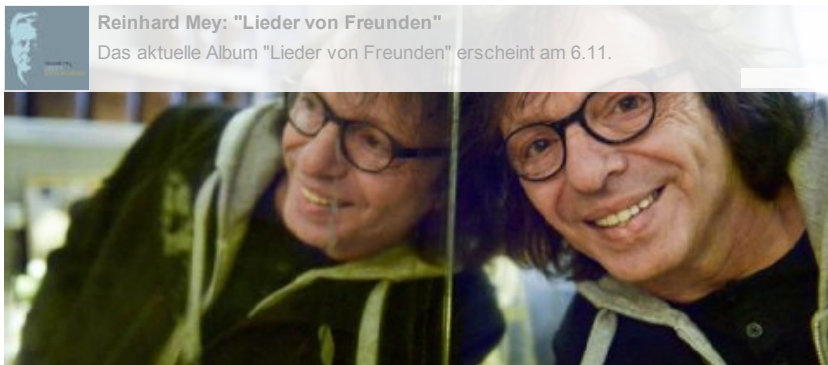 Reinhard Mey: "Lieder von Freunden"
Das aktuelle Album "Lieder von Freunden" erscheint am 6.11.